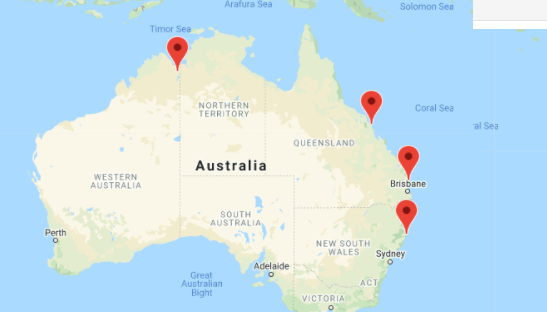 Arafura Sea
Solomon Sea
Timor Sea
Coral Sea
ral Sea
NORTHERN
TERRITORY
QUEENSLAND
Australia
WESTERN
AUSTRALIA
Brisbane
SOUTH
AUSTRALIA
Perth
NEW SOUTH
WALES
Sydney
Adelaide
Great
Australian
Bight
ACT
VICTORIA